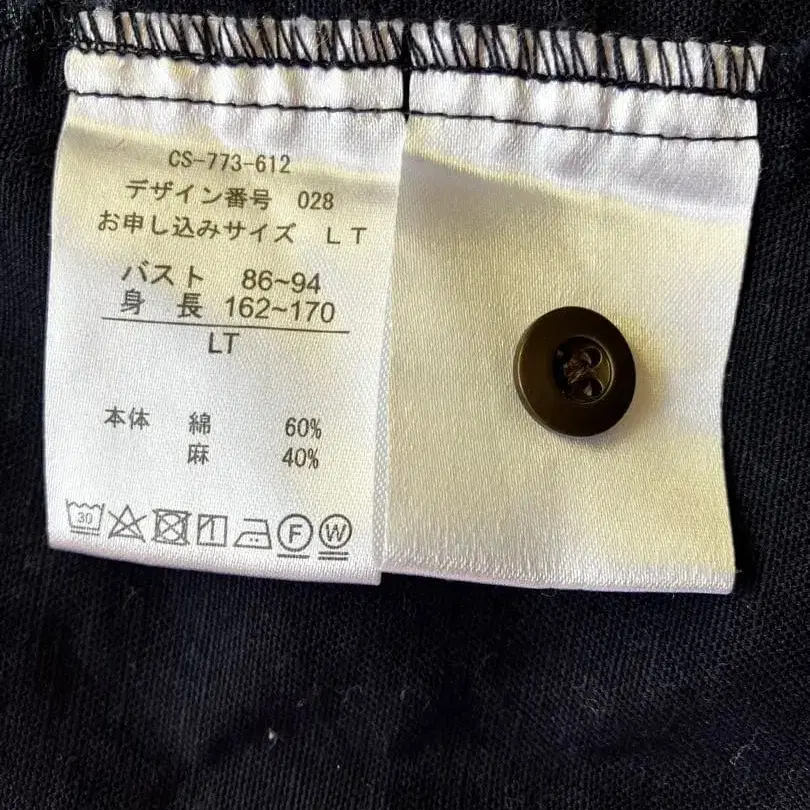 CS-773-612
デザイン番号 028
お申し込みサイズ LT
バスト 86~94
身長 162~170
LT
本体 綿 60%
麻 40%
30 F W